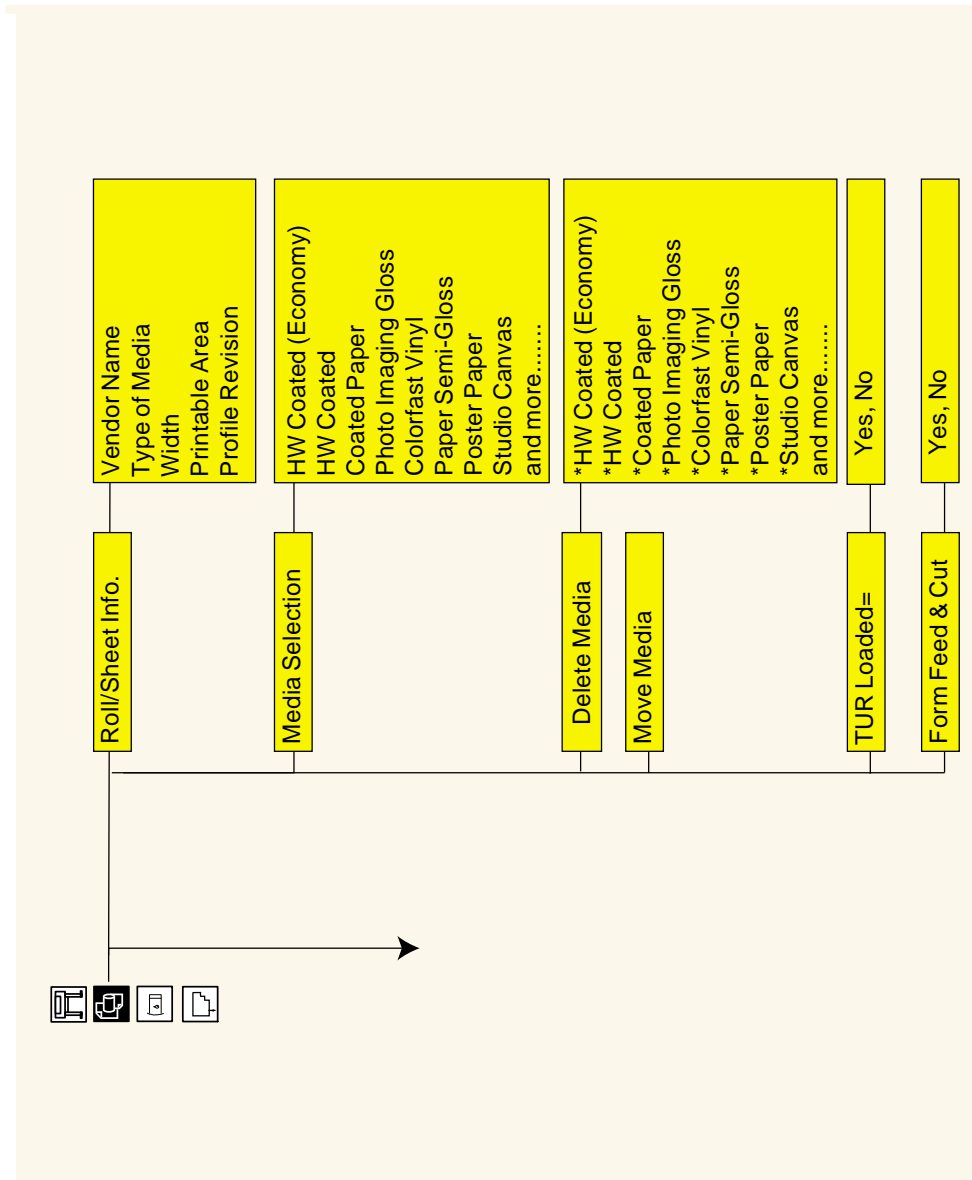 Roll/Sheet Info.
Vendor Name
Type of Media
Width
Printable Area
Profile Revision
Media Selection
HW Coated (Economy)
HW Coated
Coated Paper
Photo Imaging Gloss
Colorfast Vinyl
Paper Semi-Gloss
Poster Paper
Studio Canvas
and more.......
Delete Media
*HW Coated (Economy)
*HW Coated
*Coated Paper
*Photo Imaging Gloss
*Colorfast Vinyl
*Paper Semi-Gloss
*Poster Paper
*Studio Canvas
and more.......
Move Media
TUR Loaded=
Yes, No
Form Feed & Cut
Yes, No